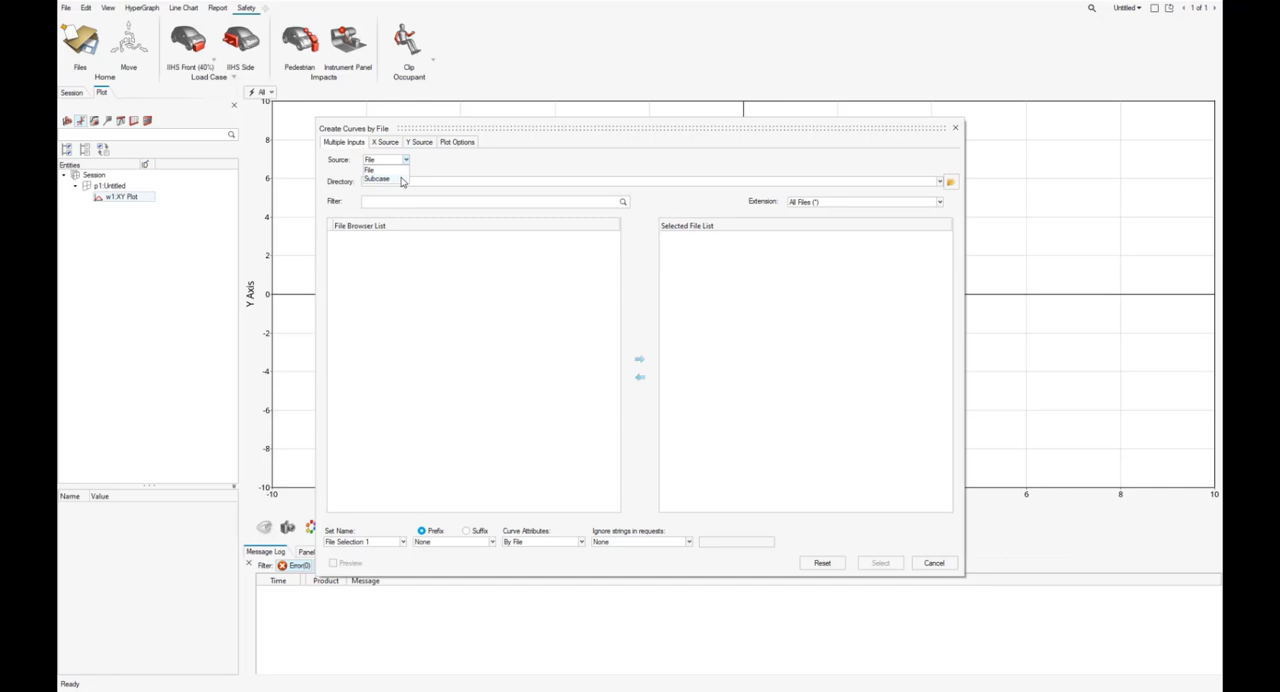 File Edit View HyperGraph Line Chart Report Safety
Untitled 1 of 1
Files Move IIHS Front (40%) IIHS Side Pedestrian Instrument Panel Clip
Home Load Case Impacts Occupant
Session Plot All
Entities ID
Session
p1:Untitled
w1:XY Plot
Name Value
10
8
6
4
2
0
-2
-4
-6
-8
-10
Y Axis
-10 6 8 10
Create Curves by File
Multiple Inputs X Source Y Source Plot Options
Source: File
File
Subcase
Directory:
Filter: Extension: All Files (*)
File Browser List Selected File List
Set Name: Prefix Suffix Curve Attributes: Ignore strings in requests:
File Selection 1 None By File None
Preview Reset Select Cancel
Message Log Panel
Filter: Error(0)
Time Product Message
Ready